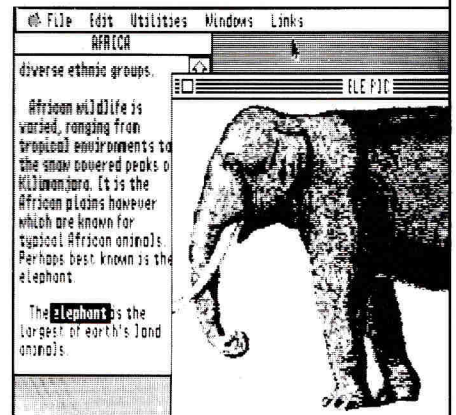 File Edit Utilities Windows Links
AFRICA
diverse ethnic groups.
ELE PIC
African wildlife is
varied, ranging from
tropical environments to
the snow covered peaks o
Kilimanjaro. It is the
African plains however
which are known for
typical African animals.
Perhaps best known is the
elephant.
The elephant is the
largest of earth's land
animals.